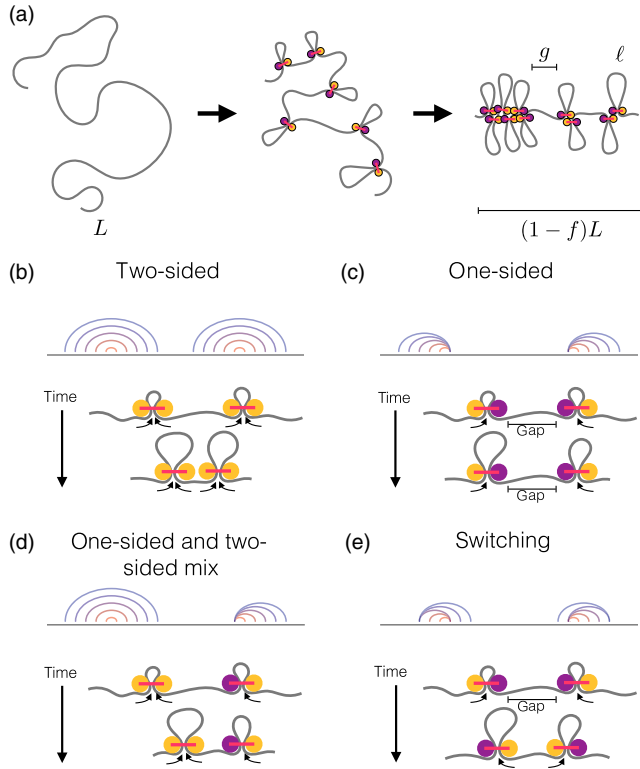 (a)
g
ℓ
L
(1 − f)L
(b)
Two-sided
(c)
One-sided
Time
Time
Gap
Gap
(d)
One-sided and two-
sided mix
(e)
Switching
Time
Time
Gap